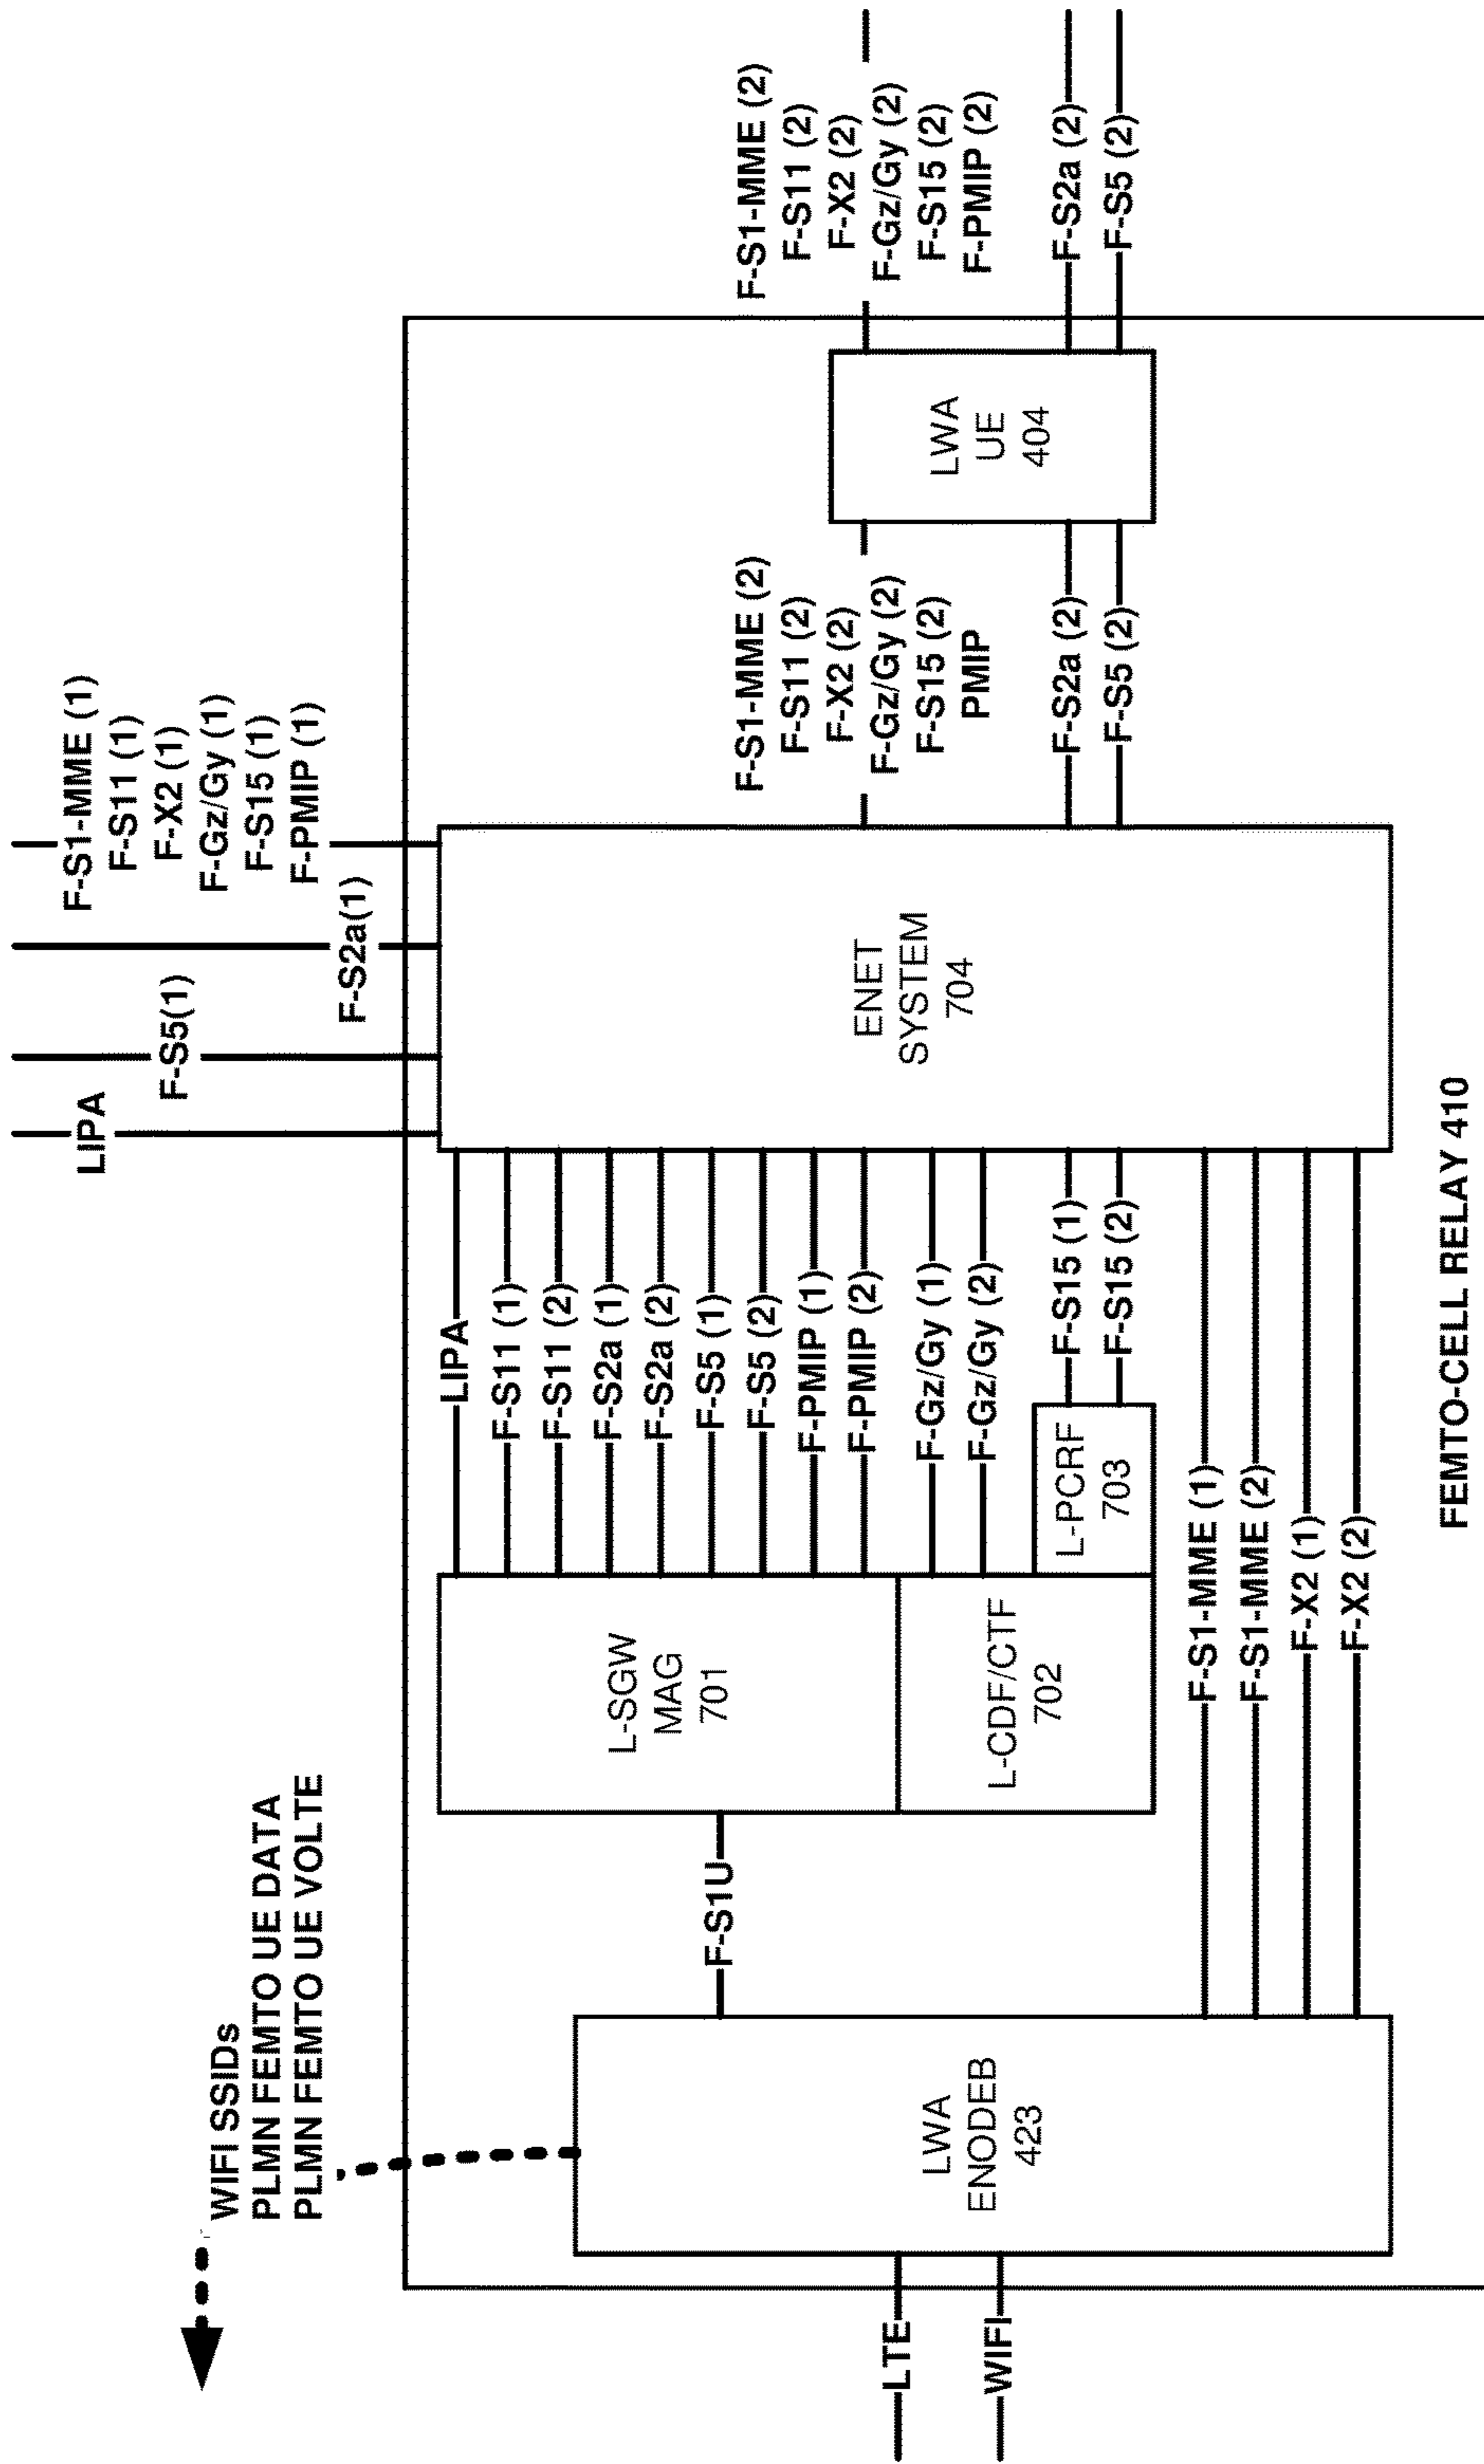 WIFI SSIDs
PLMN FEMTO UE DATA
PLMN FEMTO UE VOLTE
LIPA
F-S5(1)
F-S2a(1)
F-S1-MME (1)
F-S11 (1)
F-X2 (1)
F-Gz/Gy (1)
F-S15 (1)
F-PMIP (1)
LTE
WIFI
LWA
ENODEB
423
F-S1U
L-SGW
MAG
701
L-CDF/CTF
702
L-PCRF
703
LIPA
F-S11 (1)
F-S11 (2)
F-S2a (1)
F-S2a (2)
F-S5 (1)
F-S5 (2)
F-PMIP (1)
F-PMIP (2)
F-Gz/Gy (1)
F-Gz/Gy (2)
F-S15 (1)
F-S15 (2)
F-S1-MME (1)
F-S1-MME (2)
F-X2 (1)
F-X2 (2)
ENET
SYSTEM
704
F-S1-MME (2)
F-S11 (2)
F-X2 (2)
F-Gz/Gy (2)
F-S15 (2)
PMIP
F-S2a (2)
F-S5 (2)
LWA
UE
404
F-S1-MME (2)
F-S11 (2)
F-X2 (2)
F-Gz/Gy (2)
F-S15 (2)
F-PMIP (2)
F-S2a (2)
F-S5 (2)
FEMTO-CELL RELAY 410